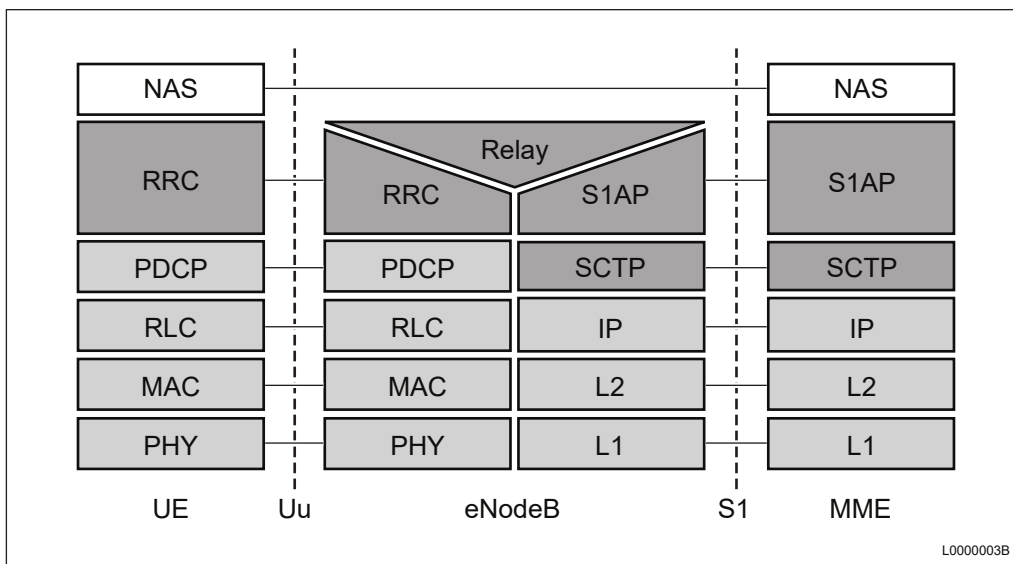 NAS NAS
Relay
RRC RRC S1AP S1AP
PDCP PDCP SCTP SCTP
RLC RLC IP IP
MAC MAC L2 L2
PHY PHY L1 L1
UE Uu eNodeB S1 MME
L0000003B